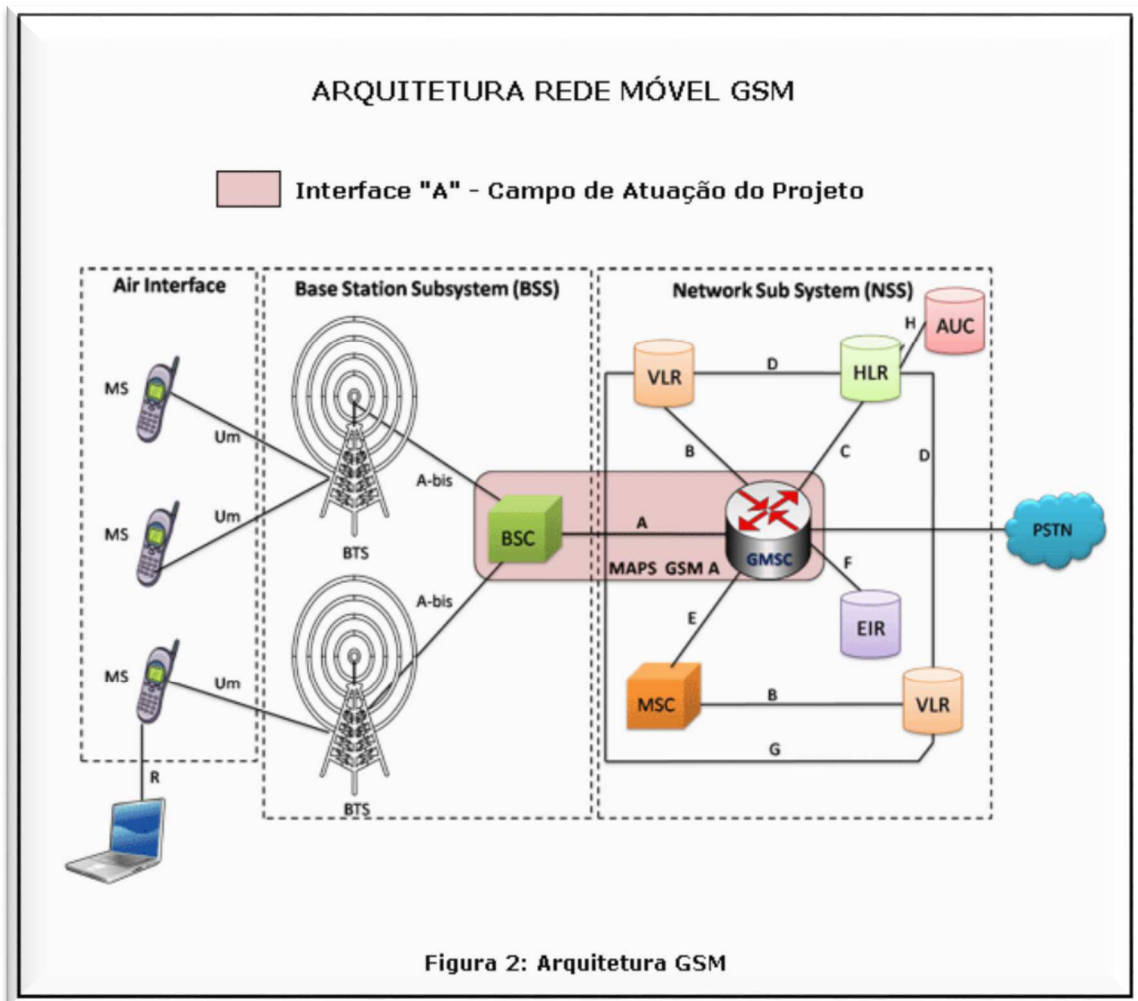 ARQUITETURA REDE MÓVEL GSM
Interface "A" - Campo de Atuação do Projeto
Air Interface
Base Station Subsystem (BSS)
Network Sub System (NSS)
MS
Um
MS
Um
MS
Um
R
BTS
A-bis
BTS
A-bis
BSC
A
MAPS GSM A
GMSC
VLR
D
HLR
H
AUC
B
C
D
F
EIR
E
MSC
B
VLR
G
PSTN
Figura 2: Arquitetura GSM